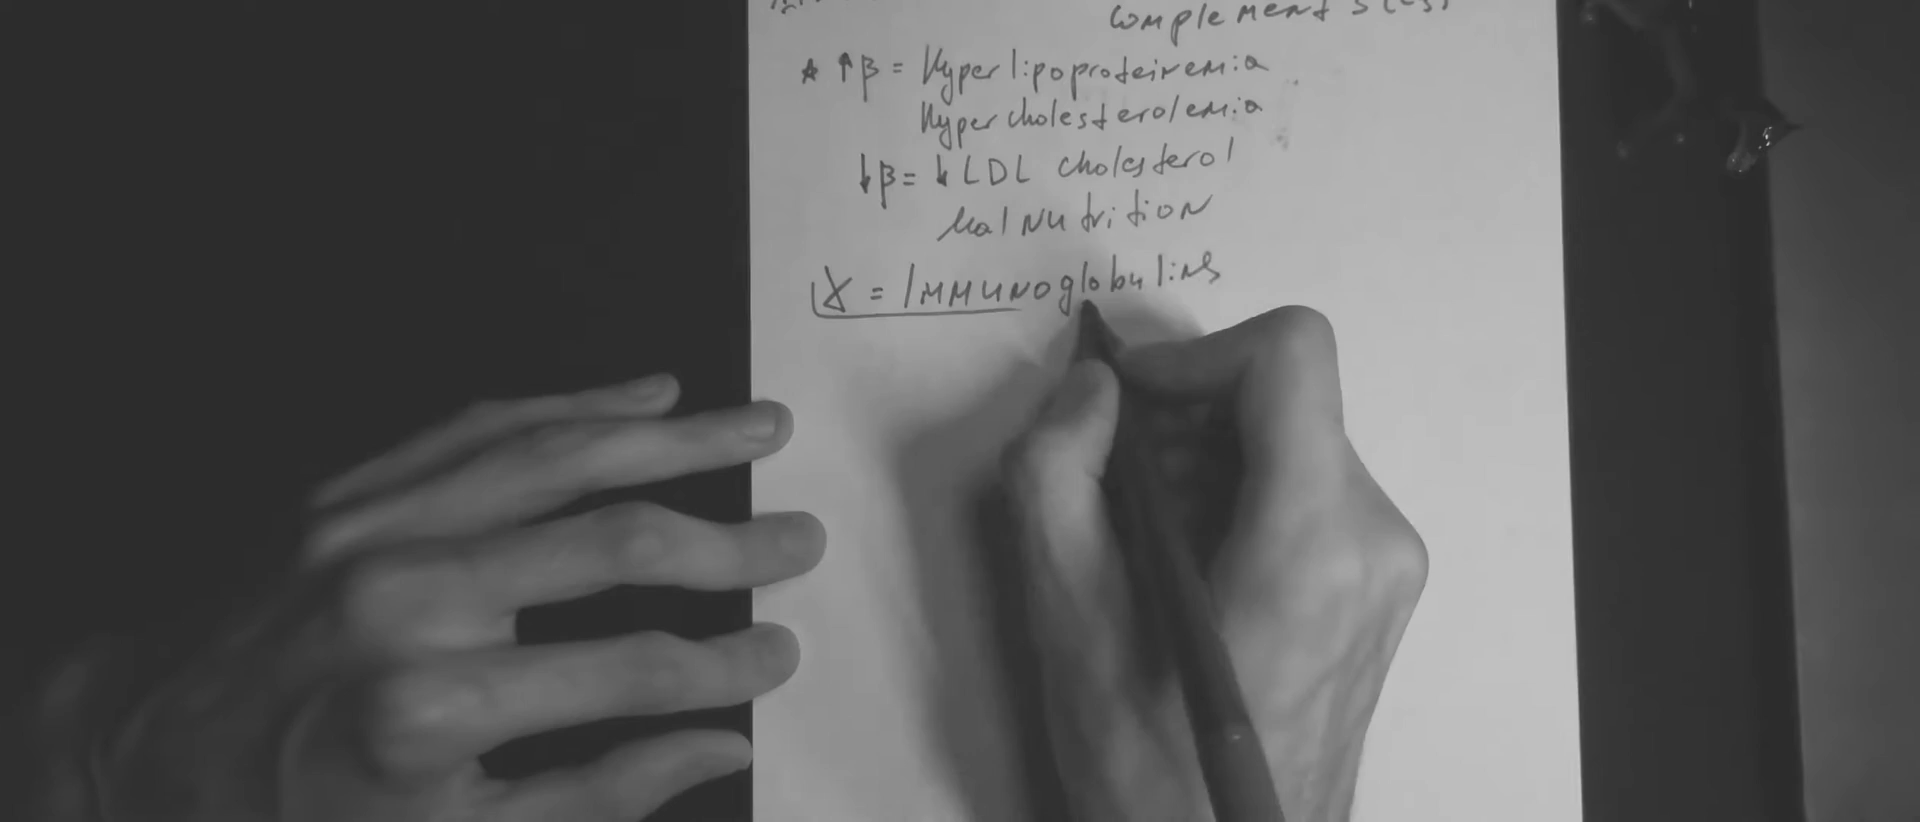 complement
★ ↑β = Hyperlipoproteinemia
Hypercholesterolemia
↓β = ↓ LDL cholesterol
Malnutrition
γ = Immunoglobulins